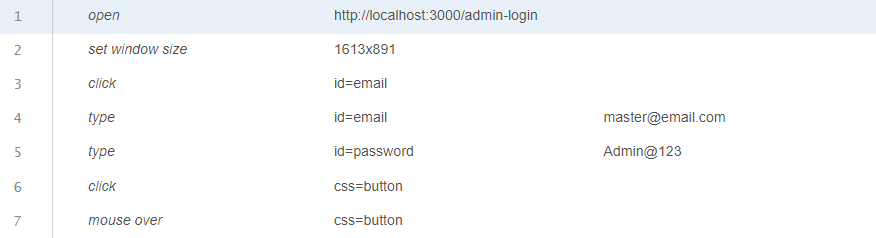 1 open http://localhost:3000/admin-login
2 set window size 1613x891
3 click id=email
4 type id=email master@email.com
5 type id=password Admin@123
6 click css=button
7 mouse over css=button